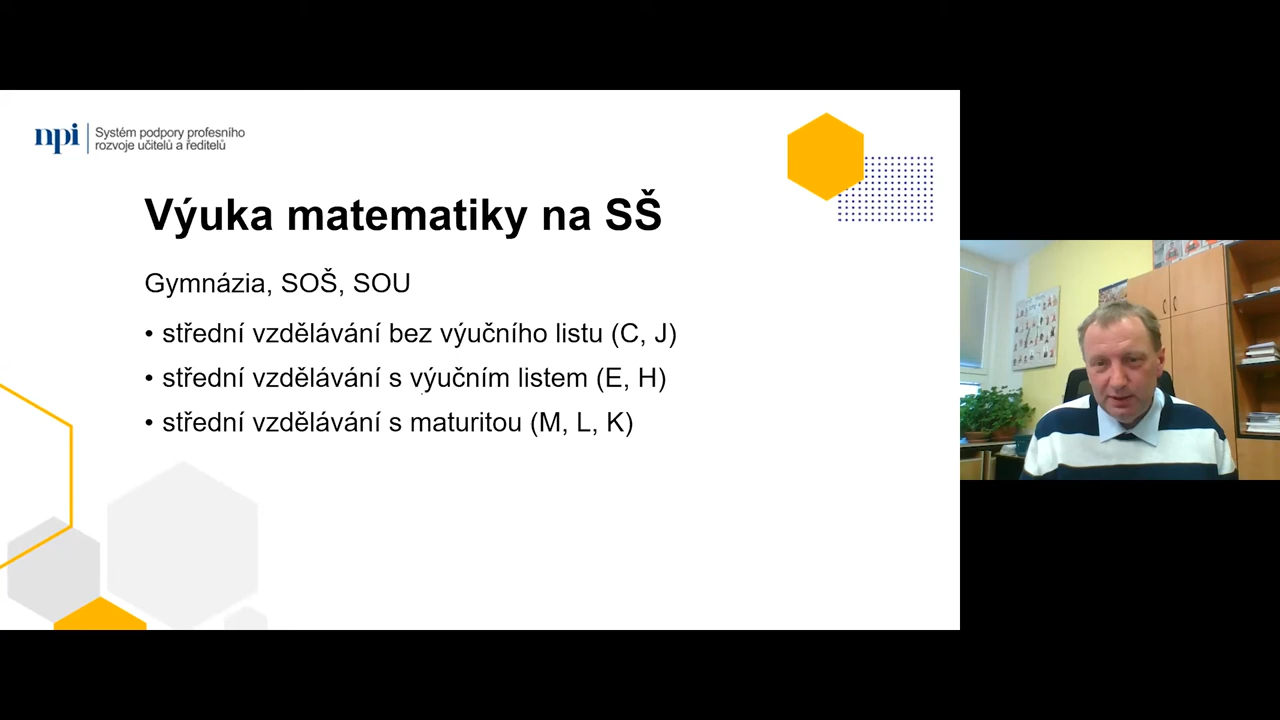 npi
Systém podpory profesního
rozvoje učitelů a ředitelů
Výuka matematiky na SŠ
Gymnázia, SOŠ, SOU
• střední vzdělávání bez výučního listu (C, J)
• střední vzdělávání s výučním listem (E, H)
• střední vzdělávání s maturitou (M, L, K)